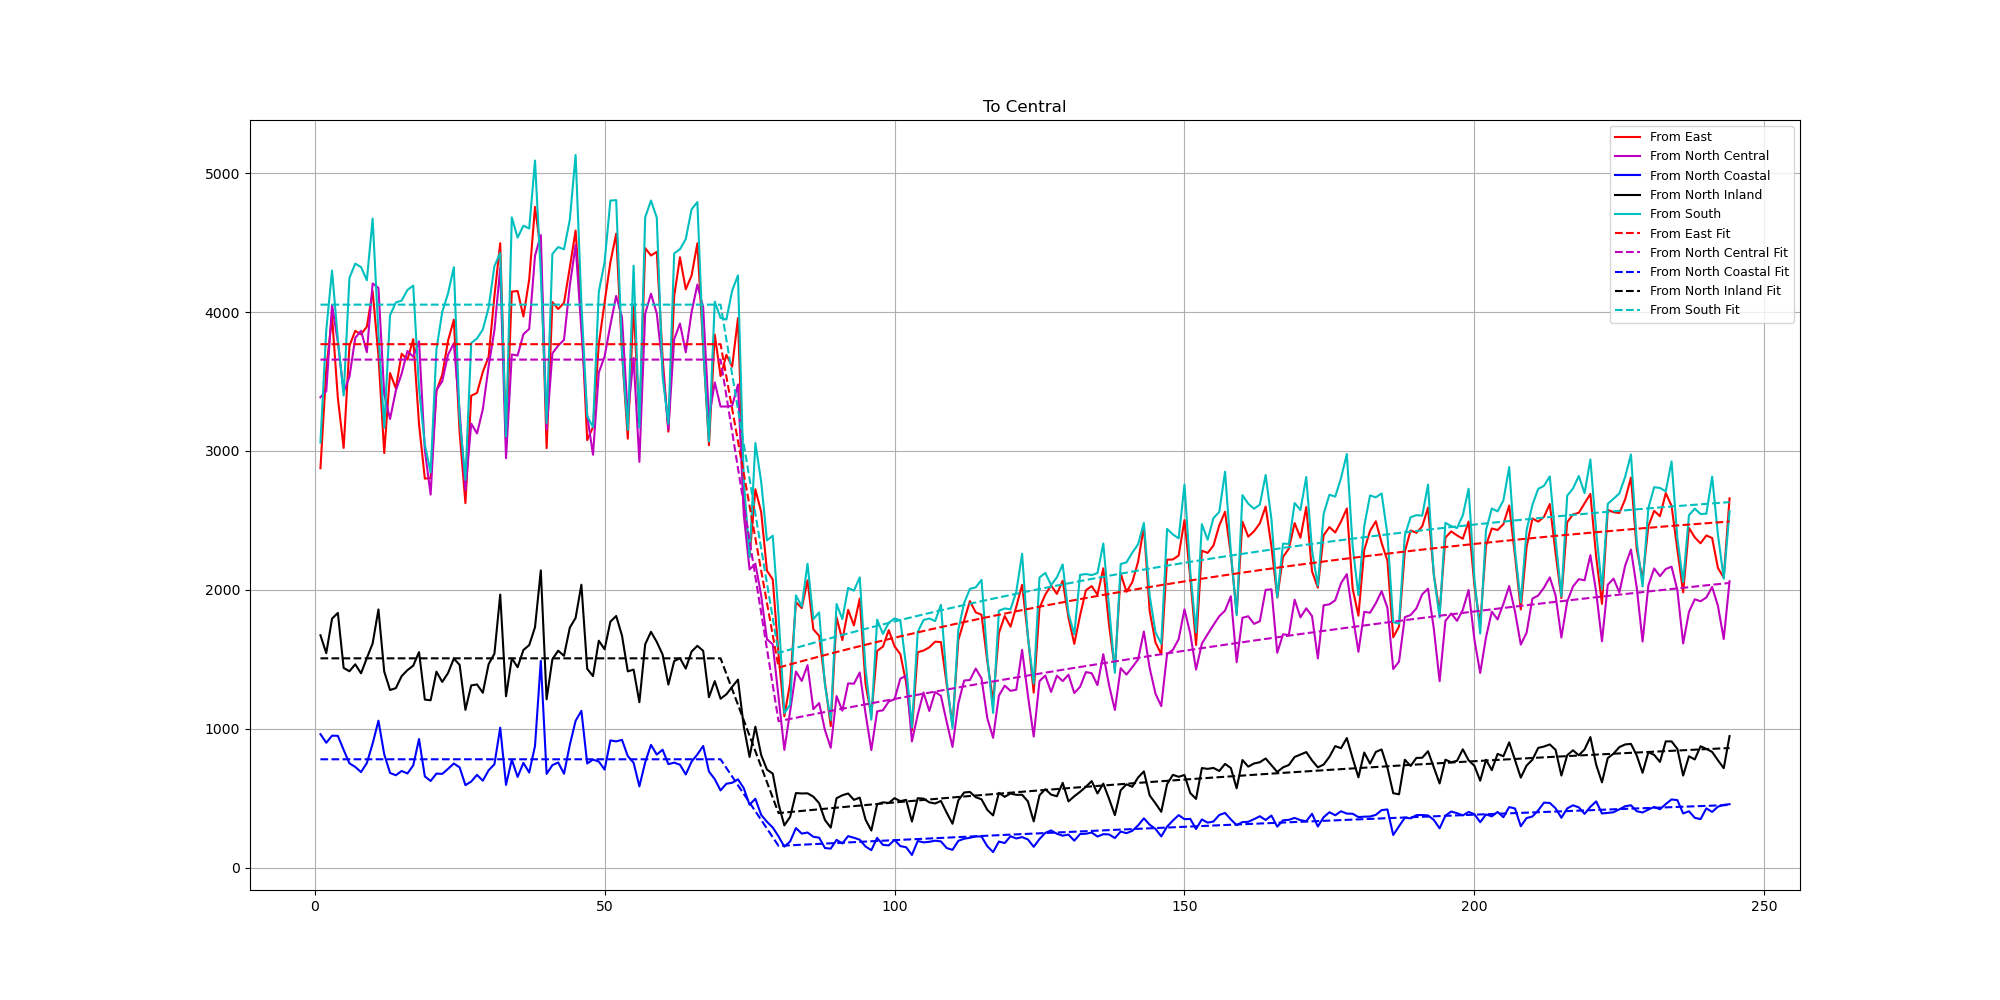 To Central
From East
From North Central
From North Coastal
From North Inland
From South
From East Fit
From North Central Fit
From North Coastal Fit
From North Inland Fit
From South Fit
5000
4000
3000
2000
1000
0
0 50 100 150 200 250